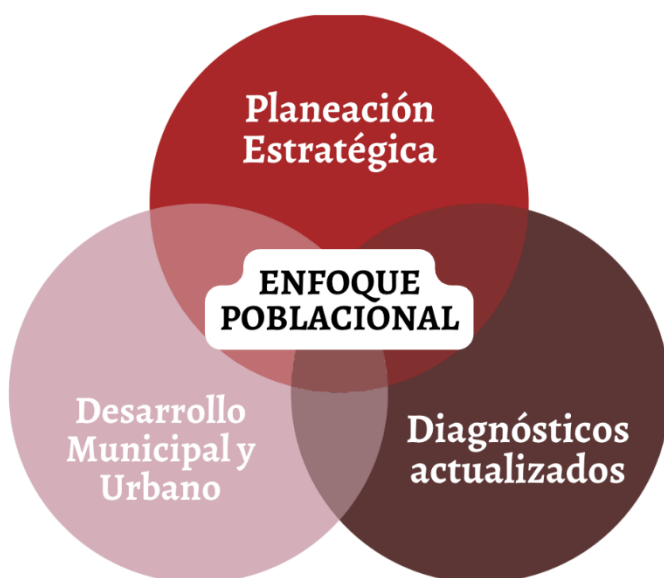 Planeación
Estratégica
ENFOQUE
POBLACIONAL
Desarrollo
Municipal y
Urbano
Diagnósticos
actualizados